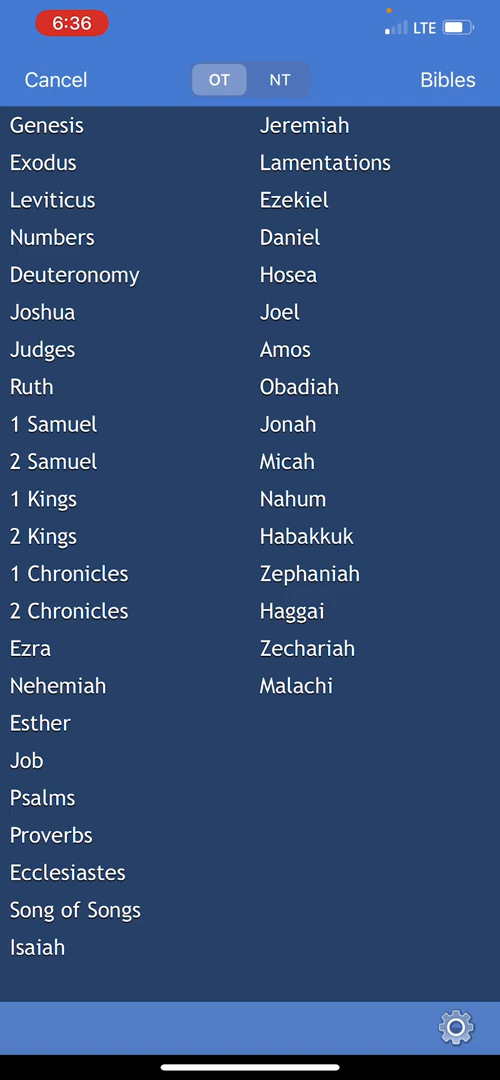 6:36
LTE
Cancel
OT
NT
Bibles
Genesis
Exodus
Leviticus
Numbers
Deuteronomy
Joshua
Judges
Ruth
1 Samuel
2 Samuel
1 Kings
2 Kings
1 Chronicles
2 Chronicles
Ezra
Nehemiah
Esther
Job
Psalms
Proverbs
Ecclesiastes
Song of Songs
Isaiah
Jeremiah
Lamentations
Ezekiel
Daniel
Hosea
Joel
Amos
Obadiah
Jonah
Micah
Nahum
Habakkuk
Zephaniah
Haggai
Zechariah
Malachi